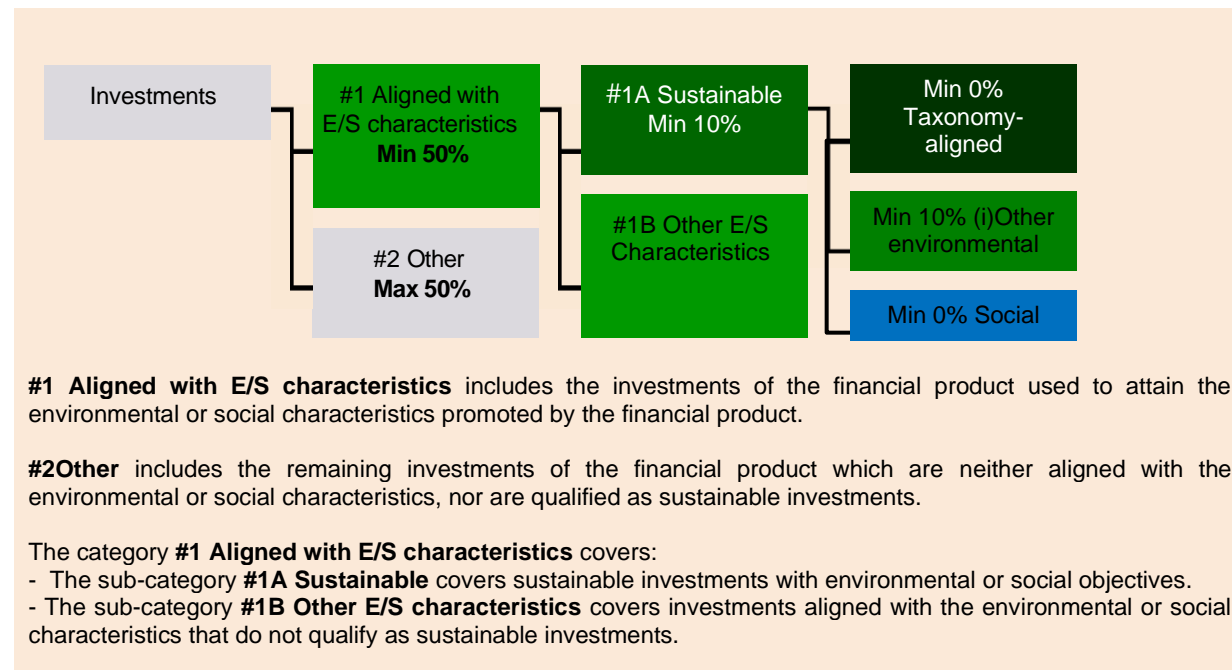 Investments
#1 Aligned with
E/S characteristics
Min 50%
#2 Other
Max 50%
#1A Sustainable
Min 10%
#1B Other E/S
Characteristics
Min 0%
Taxonomy-
aligned
Min 10% (i)Other
environmental
Min 0% Social
#1 Aligned with E/S characteristics includes the investments of the financial product used to attain the
environmental or social characteristics promoted by the financial product.
#2Other includes the remaining investments of the financial product which are neither aligned with the
environmental or social characteristics, nor are qualified as sustainable investments.
The category #1 Aligned with E/S characteristics covers:
- The sub-category #1A Sustainable covers sustainable investments with environmental or social objectives.
- The sub-category #1B Other E/S characteristics covers investments aligned with the environmental or social
characteristics that do not qualify as sustainable investments.